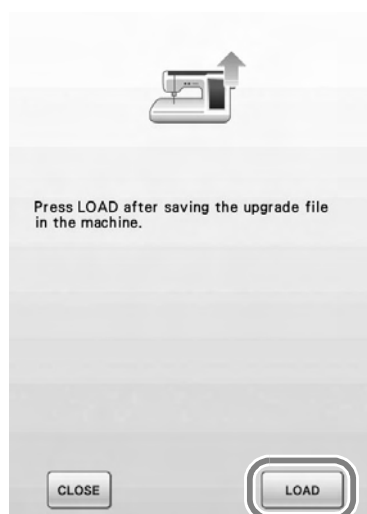 Press LOAD after saving the upgrade file
in the machine.
CLOSE
LOAD